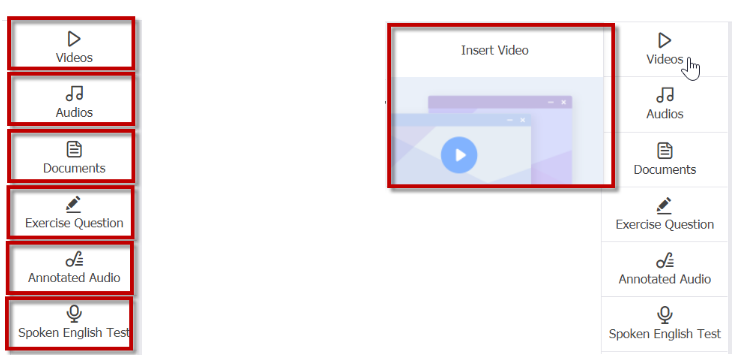 Videos
Audios
Documents
Exercise Question
Annotated Audio
Spoken English Test
Insert Video
Videos
Audios
Documents
Exercise Question
Annotated Audio
Spoken English Test